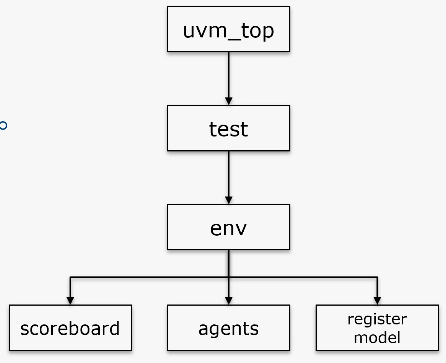 uvm_top
test
env
scoreboard
agents
register
model